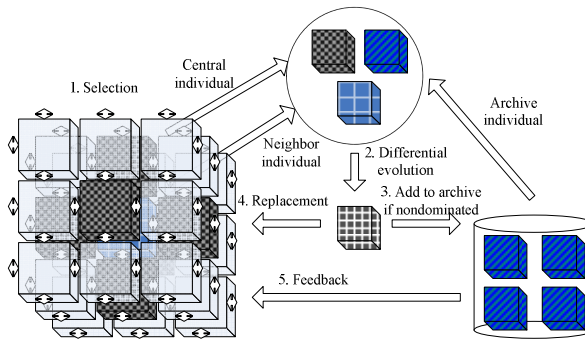 1. Selection
Central
individual
Neighbor
individual
Archive
individual
2. Differential
evolution
3. Add to archive
if nondominated
4. Replacement
5. Feedback